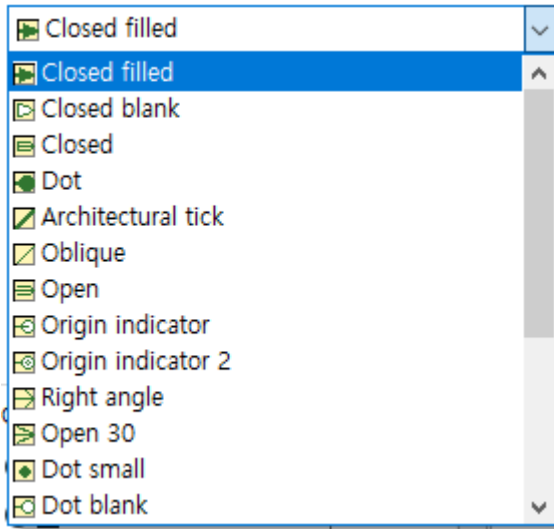 Closed filled
Closed filled
Closed blank
Closed
Dot
Architectural tick
Oblique
Open
Origin indicator
Origin indicator 2
Right angle
Open 30
Dot small
Dot blank